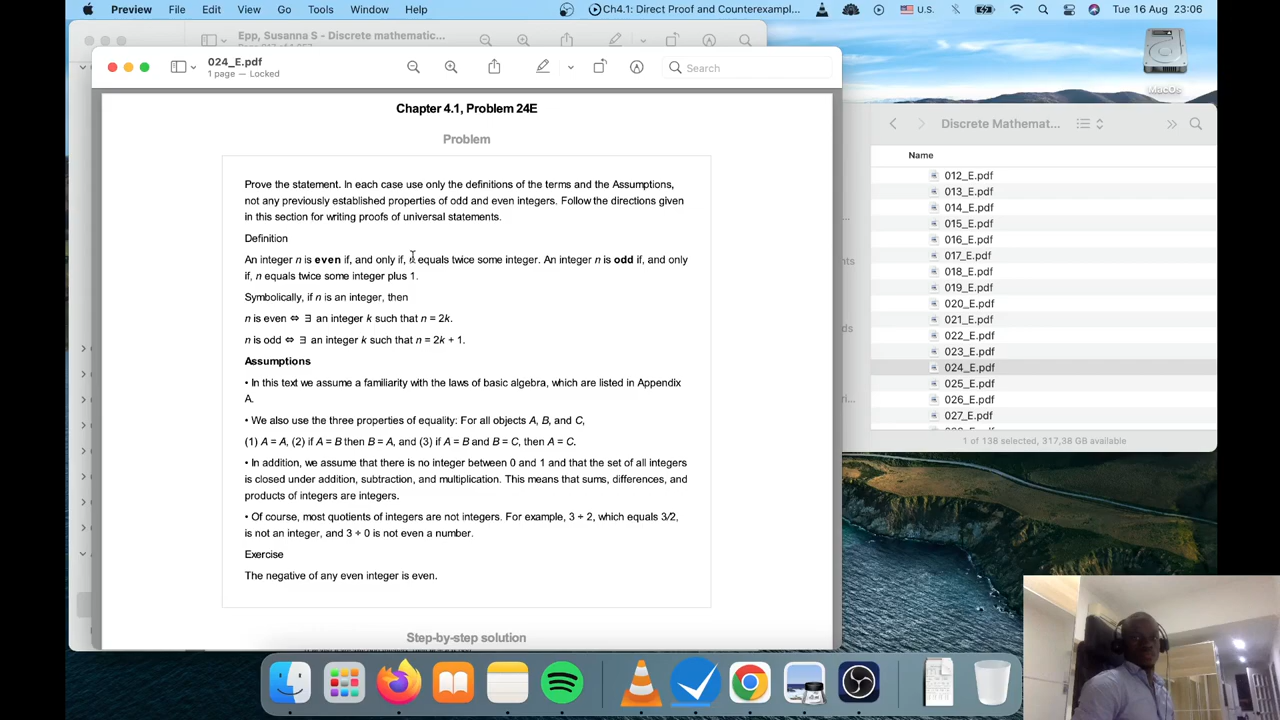 Preview File Edit View Go Tools Window Help
Ch4.1: Direct Proof and Counterexampl...
U.S.
Tue 16 Aug 23:06
Epp, Susanna S - Discrete mathematic...
024_E.pdf
1 page — Locked
Search
MacOs
Chapter 4.1, Problem 24E
Problem
Prove the statement. In each case use only the definitions of the terms and the Assumptions,
not any previously established properties of odd and even integers. Follow the directions given
in this section for writing proofs of universal statements.
Definition
An integer n is even if, and only if, n equals twice some integer. An integer n is odd if, and only
if, n equals twice some integer plus 1.
Symbolically, if n is an integer, then
n is even ⇔ ∃ an integer k such that n = 2k.
n is odd ⇔ ∃ an integer k such that n = 2k + 1.
Assumptions
• In this text we assume a familiarity with the laws of basic algebra, which are listed in Appendix
A.
• We also use the three properties of equality: For all objects A, B, and C,
(1) A = A, (2) if A = B then B = A, and (3) if A = B and B = C, then A = C.
• In addition, we assume that there is no integer between 0 and 1 and that the set of all integers
is closed under addition, subtraction, and multiplication. This means that sums, differences, and
products of integers are integers.
• Of course, most quotients of integers are not integers. For example, 3 ÷ 2, which equals 3/2,
is not an integer, and 3 ÷ 0 is not even a number.
Exercise
The negative of any even integer is even.
Step-by-step solution
Discrete Mathemat...
Name
012_E.pdf
013_E.pdf
014_E.pdf
015_E.pdf
016_E.pdf
017_E.pdf
018_E.pdf
019_E.pdf
020_E.pdf
021_E.pdf
022_E.pdf
023_E.pdf
024_E.pdf
025_E.pdf
026_E.pdf
027_E.pdf
1 of 138 selected, 317,38 GB available